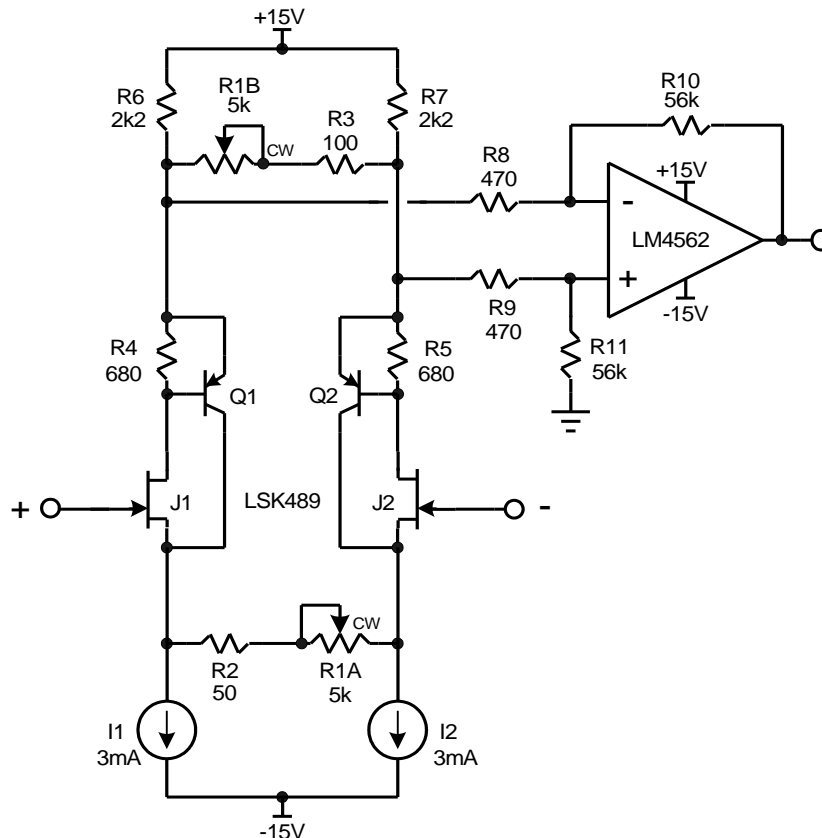 +15V
R6
2k2
R1B
5k
CW
R3
100
R7
2k2
R10
56k
R8
470
+15V
-
LM4562
+
-15V
R9
470
R11
56k
R4
680
Q1
Q2
R5
680
+
J1
LSK489
J2
-
CW
R2
50
R1A
5k
I1
3mA
I2
3mA
-15V